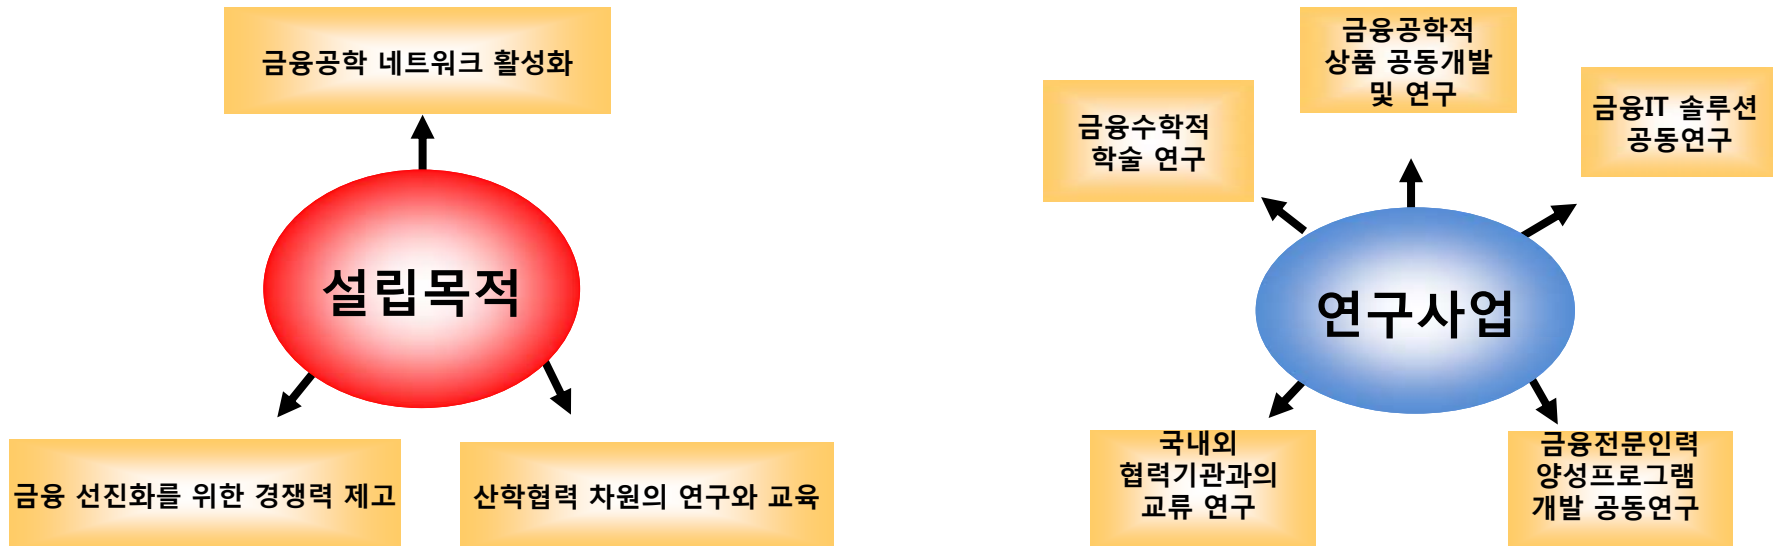 금융공학 네트워크 활성화
설립목적
금융 선진화를 위한 경쟁력 제고
산학협력 차원의 연구와 교육
금융수학적
학술 연구
금융공학적
상품 공동개발
및 연구
금융IT 솔루션
공동연구
연구사업
국내외
협력기관과의
교류 연구
금융전문인력
양성프로그램
개발 공동연구